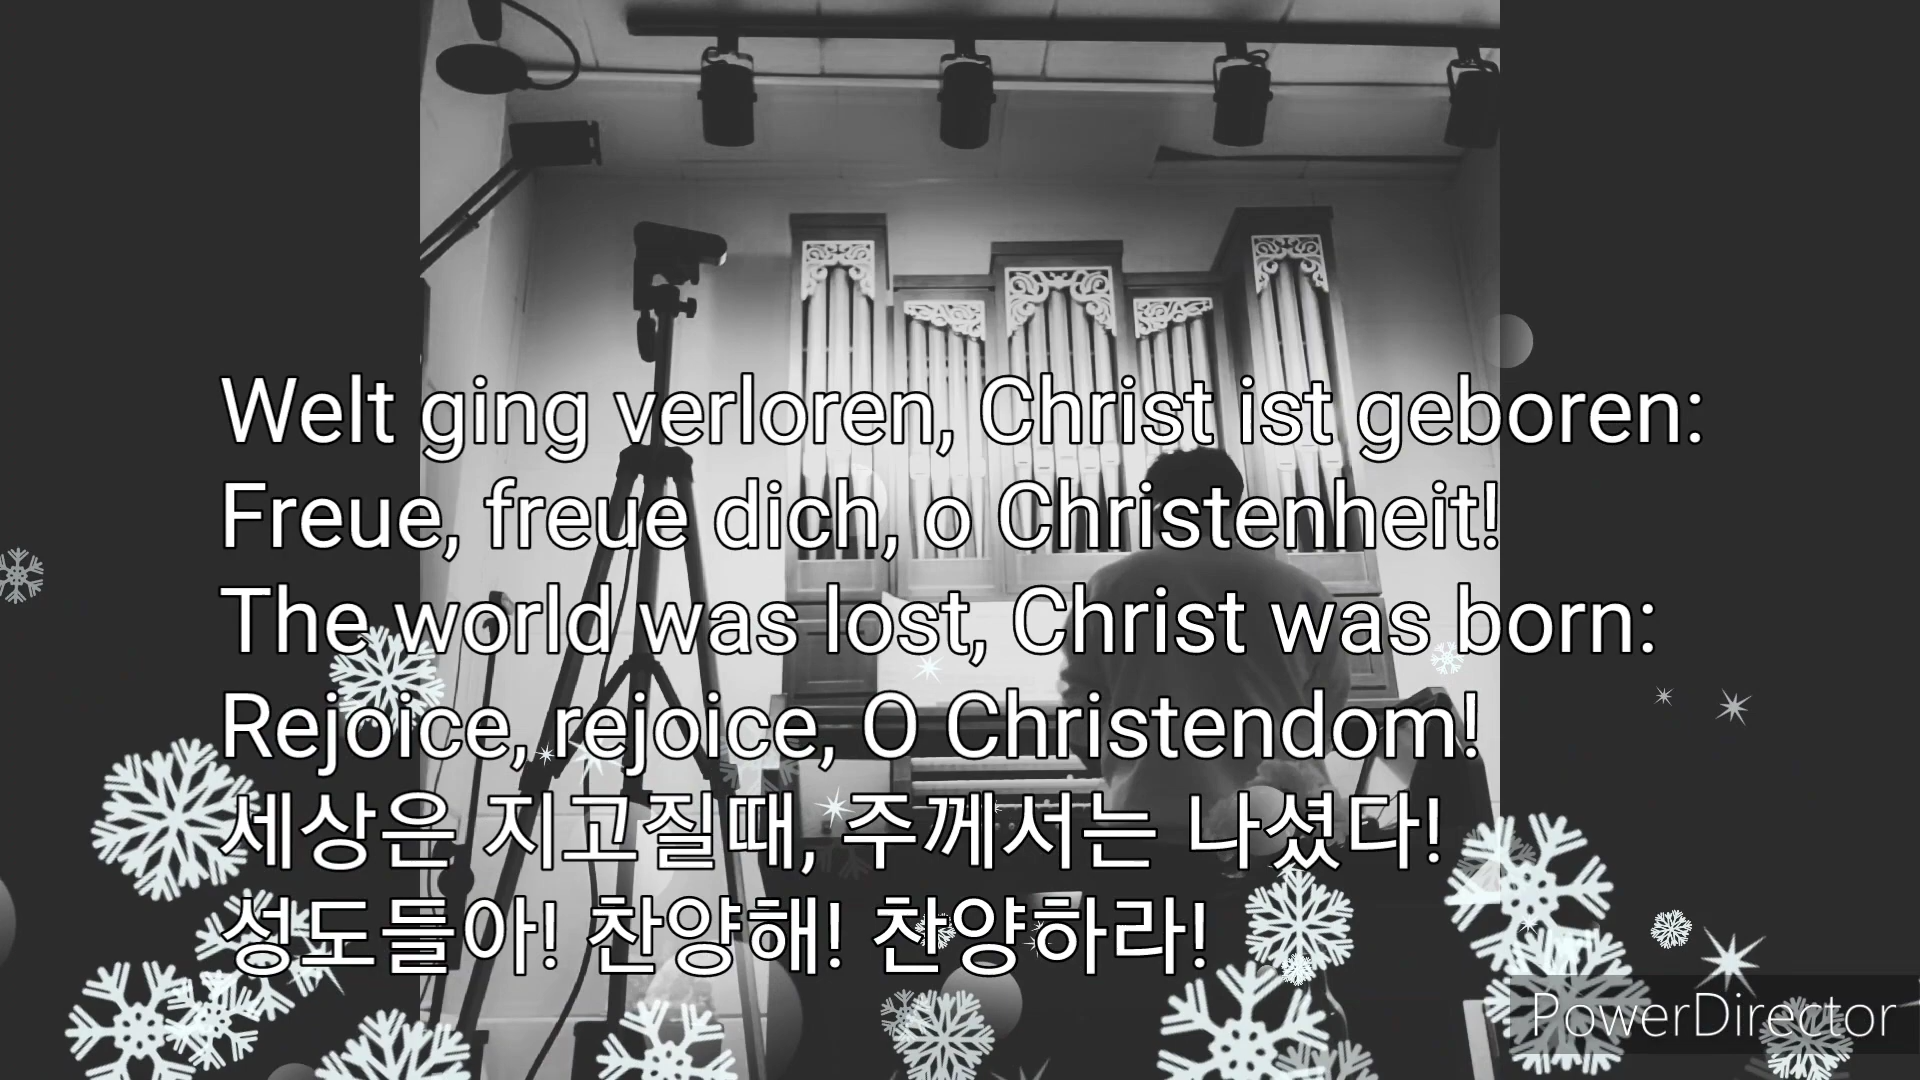 Welt ging verloren, Christ ist geboren:
Freue, freue dich, o Christenheit!
The world was lost, Christ was born:
Rejoice, rejoice, O Christendom!
세상은 지고질때, 주께서는 나셨다!
성도들아! 찬양해! 찬양하라!
PowerDirector